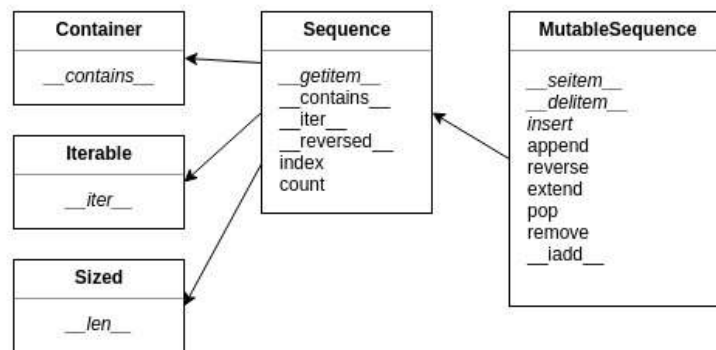 Container
__contains__
Iterable
__iter__
Sized
__len__
Sequence
__getitem__
__contains__
__iter__
__reversed__
index
count
MutableSequence
__seitem__
__delitem__
insert
append
reverse
extend
pop
remove
__iadd__